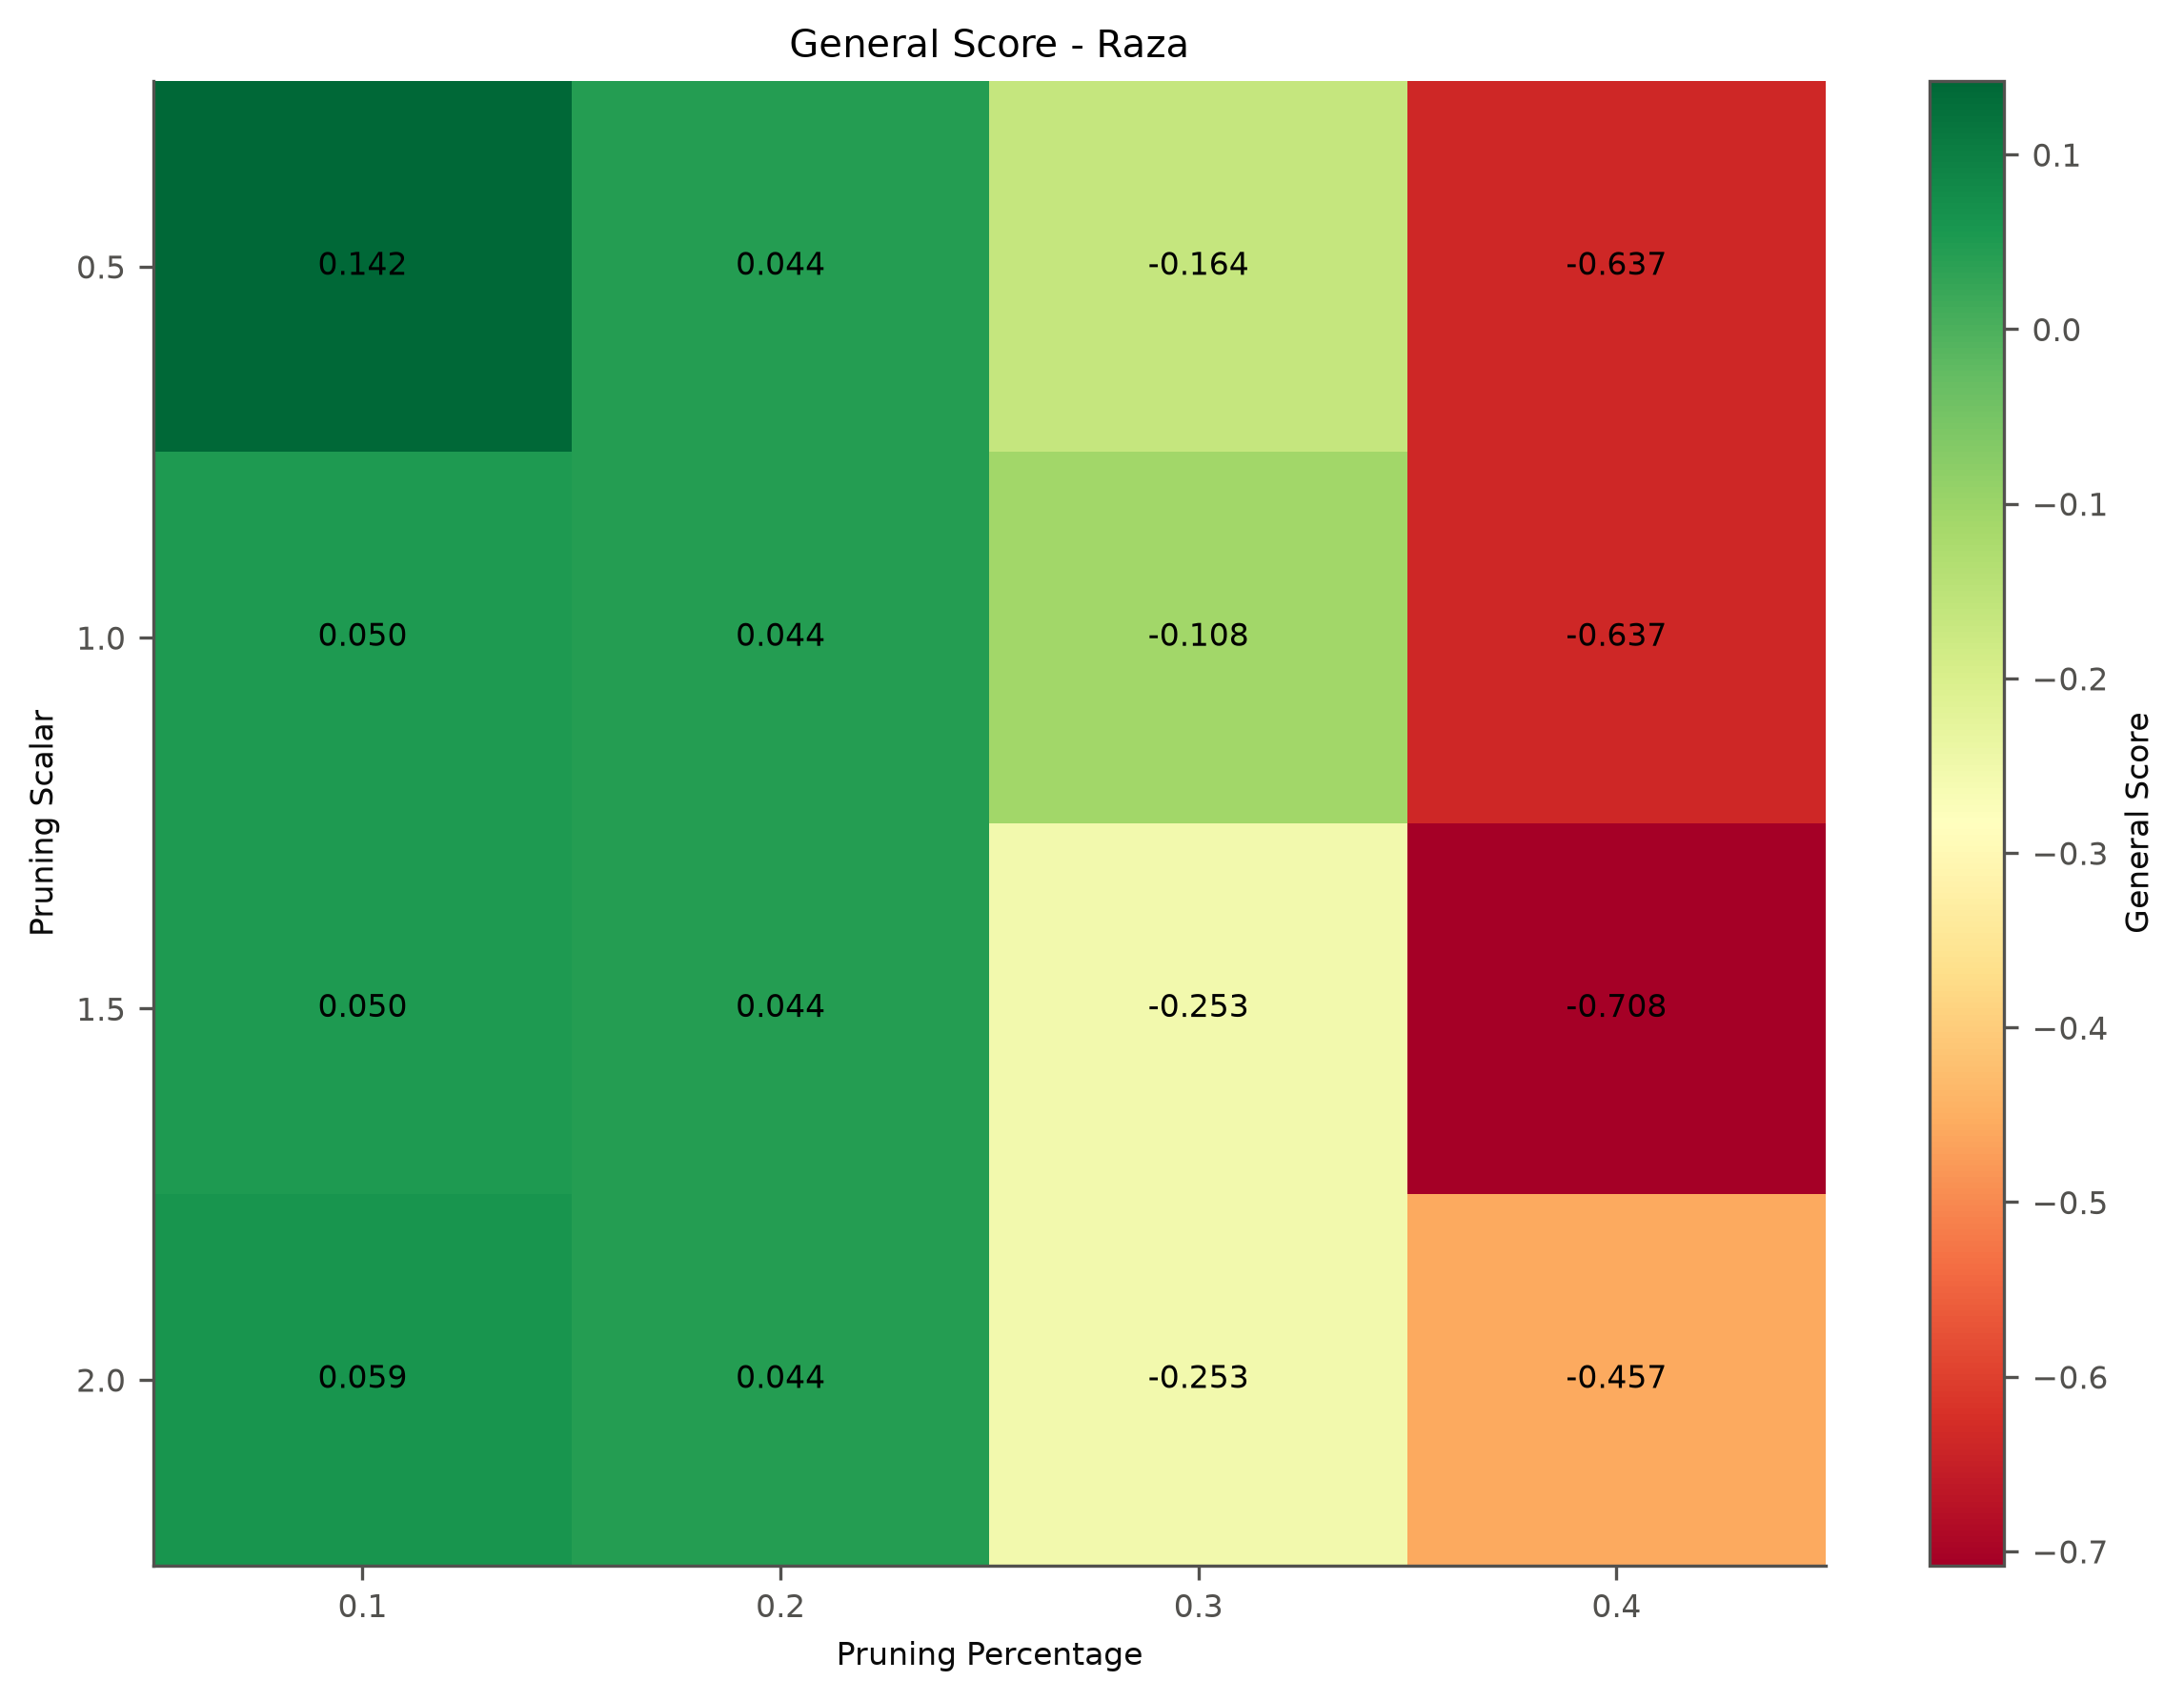 General Score - Raza
0.5 0.142 0.044 -0.164 -0.637
1.0 0.050 0.044 -0.108 -0.637
1.5 0.050 0.044 -0.253 -0.708
2.0 0.059 0.044 -0.253 -0.457
0.1 0.2 0.3 0.4
Pruning Percentage
Pruning Scalar
0.1
0.0
−0.1
−0.2
−0.3
−0.4
−0.5
−0.6
−0.7
General Score